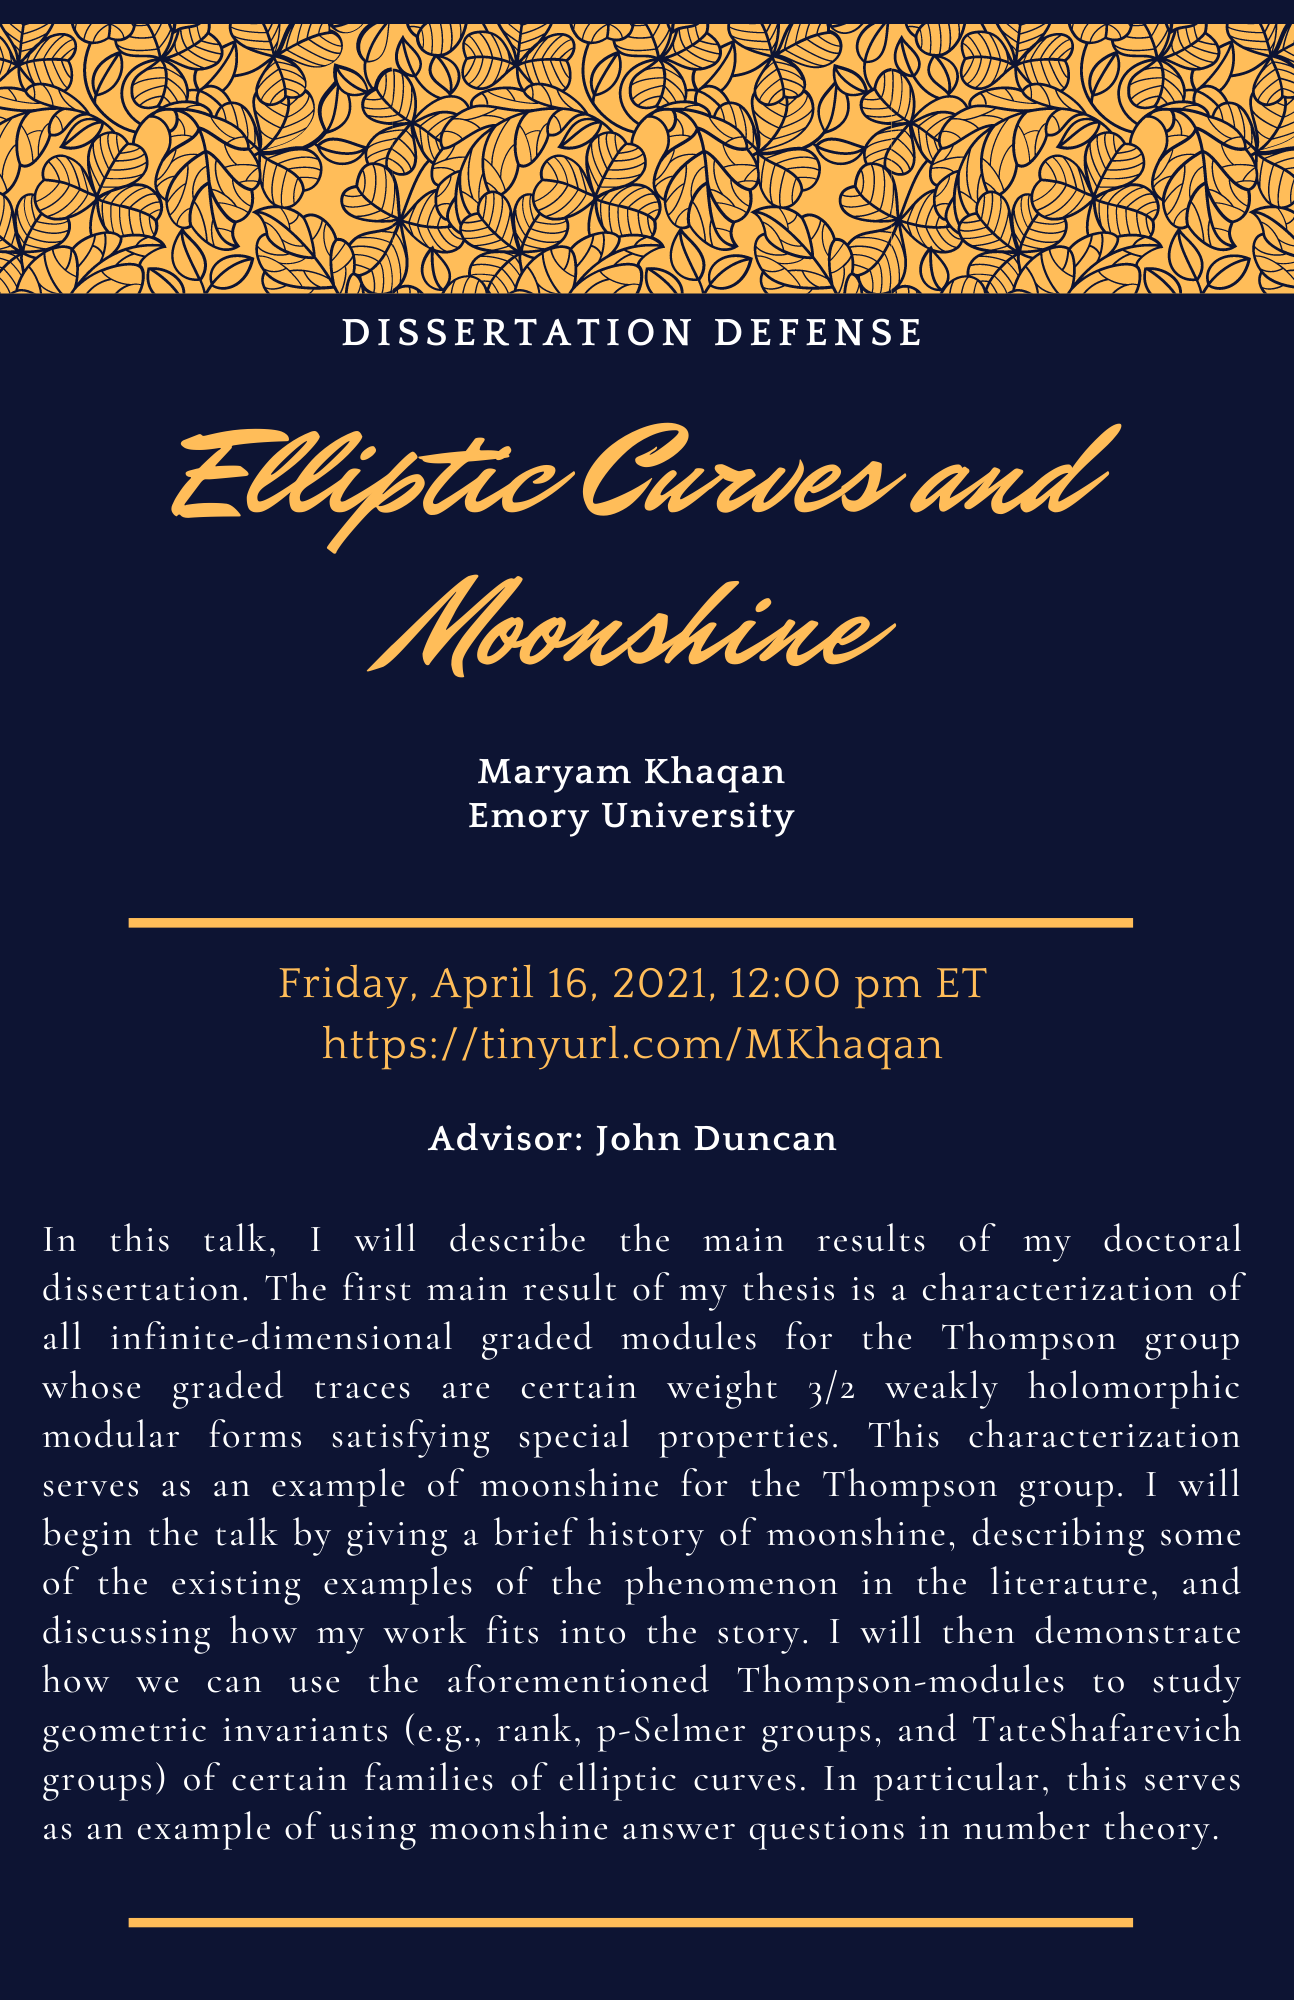 DISSERTATION DEFENSE
Elliptic Curves and
Moonshine
Maryam Khaqan
Emory University
Friday, April 16, 2021, 12:00 pm ET
https://tinyurl.com/MKhaqan
Advisor: John Duncan
In this talk, I will describe the main results of my doctoral
dissertation. The first main result of my thesis is a characterization of
all infinite-dimensional graded modules for the Thompson group
whose graded traces are certain weight 3/2 weakly holomorphic
modular forms satisfying special properties. This characterization
serves as an example of moonshine for the Thompson group. I will
begin the talk by giving a brief history of moonshine, describing some
of the existing examples of the phenomenon in the literature, and
discussing how my work fits into the story. I will then demonstrate
how we can use the aforementioned Thompson-modules to study
geometric invariants (e.g., rank, p-Selmer groups, and TateShafarevich
groups) of certain families of elliptic curves. In particular, this serves
as an example of using moonshine answer questions in number theory.